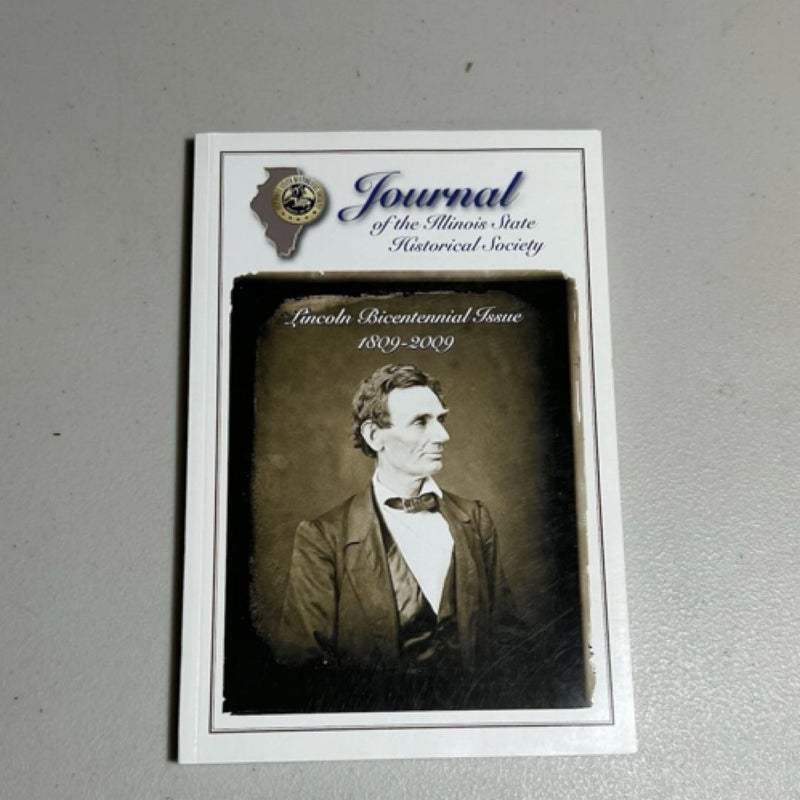 Journal
of the Illinois State
Historical Society
Lincoln Bicentennial Issue
1809-2009